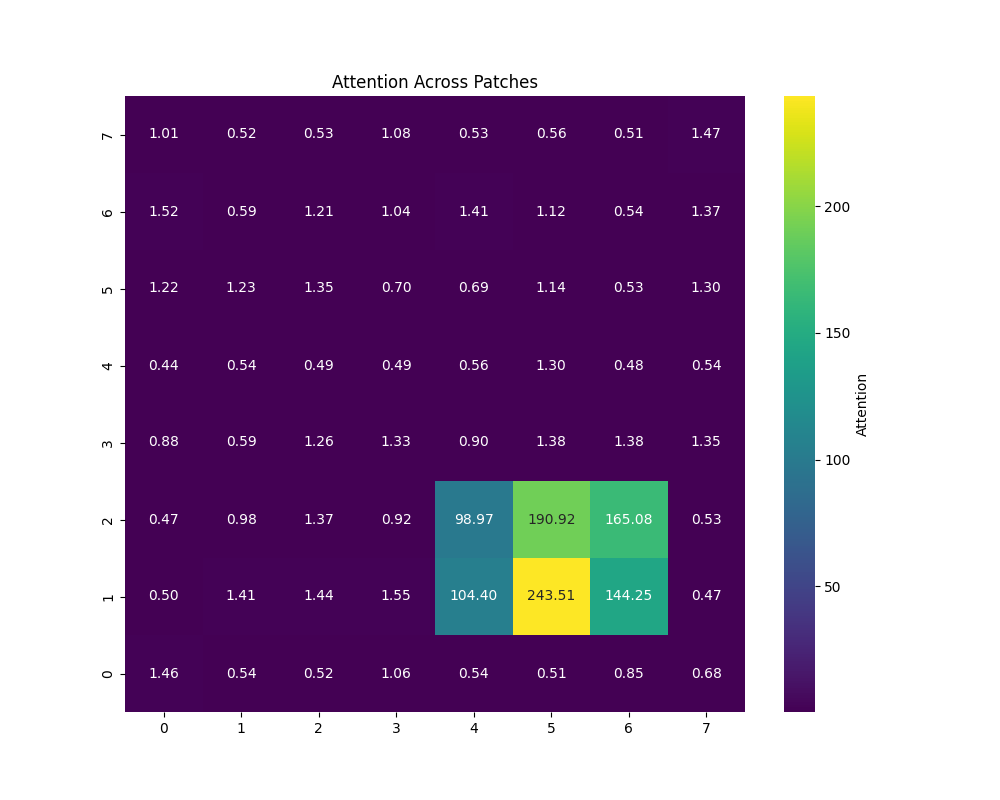 Attention Across Patches
7 1.01 0.52 0.53 1.08 0.53 0.56 0.51 1.47
6 1.52 0.59 1.21 1.04 1.41 1.12 0.54 1.37
5 1.22 1.23 1.35 0.70 0.69 1.14 0.53 1.30
4 0.44 0.54 0.49 0.49 0.56 1.30 0.48 0.54
3 0.88 0.59 1.26 1.33 0.90 1.38 1.38 1.35
2 0.47 0.98 1.37 0.92 98.97 190.92 165.08 0.53
1 0.50 1.41 1.44 1.55 104.40 243.51 144.25 0.47
0 1.46 0.54 0.52 1.06 0.54 0.51 0.85 0.68
0 1 2 3 4 5 6 7
200
150
100
50
Attention